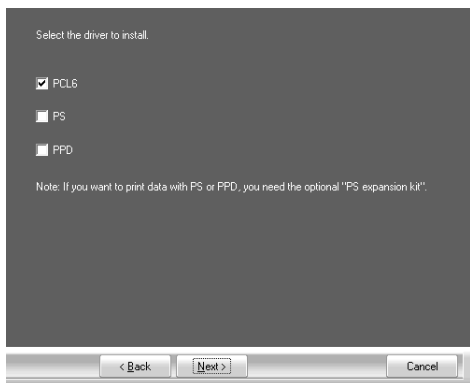 Select the driver to install.
PCL6
PS
PPD
Note: If you want to print data with PS or PPD, you need the optional "PS expansion kit".
< Back
Next >
Cancel